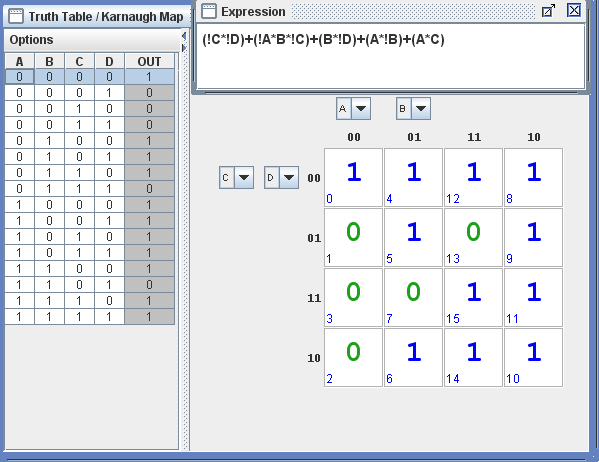 Truth Table / Karnaugh Map
Options
A B C D OUT
0 0 0 0 1
0 0 0 1 0
0 0 1 0 0
0 0 1 1 0
0 1 0 0 1
0 1 0 1 1
0 1 1 0 1
0 1 1 1 0
1 0 0 0 1
1 0 0 1 1
1 0 1 0 1
1 0 1 1 1
1 1 0 0 1
1 1 0 1 0
1 1 1 0 1
1 1 1 1 1
Expression
(!C*!D)+(!A*B*!C)+(B*!D)+(A*!B)+(A*C)
A B
00 01 11 10
C D 00 1 1 1 1
0 4 12 8
01 0 1 0 1
1 5 13 9
11 0 0 1 1
3 7 15 11
10 0 1 1 1
2 6 14 10